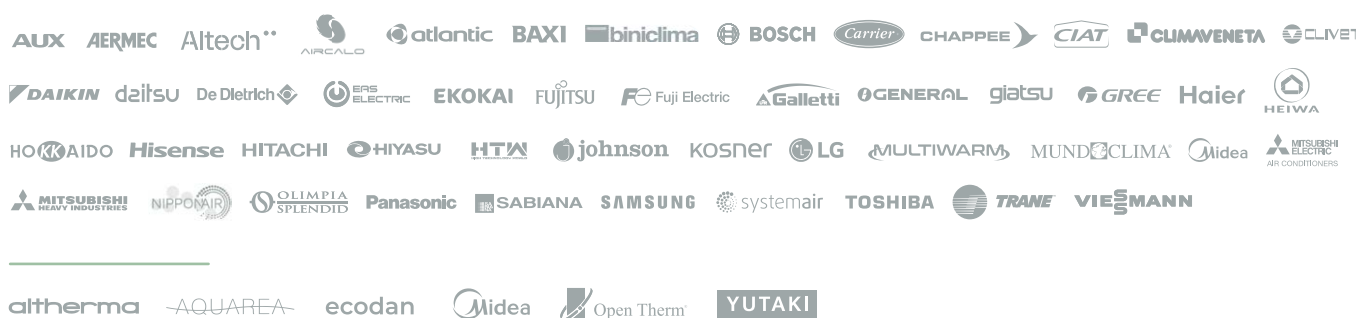 AUX AERMEC Altech AIRCALO atlantic BAXI biniclima BOSCH Carrier CHAPPEE CIAT CLIMAVENETA CLIVET
DAIKIN daitsu De Dietrich EAS ELECTRIC EKOKAI FUJITSU Fe Fuji Electric Galletti GENERAL giatsu GREE Haier HEIWA
HOKKAIDO Hisense HITACHI HIYASU HTW johnson KOSNER LG MULTIWARM MUNDOCLIMA Midea MITSUBISHI ELECTRIC AIR CONDITIONERS
MITSUBISHI HEAVY INDUSTRIES NIPPONAIR OLIMPIA SPLENDID Panasonic SABIANA SAMSUNG systemair TOSHIBA TRANE VIESSMANN
altherma AQUAREA ecodan Midea Open Therm YUTAKI